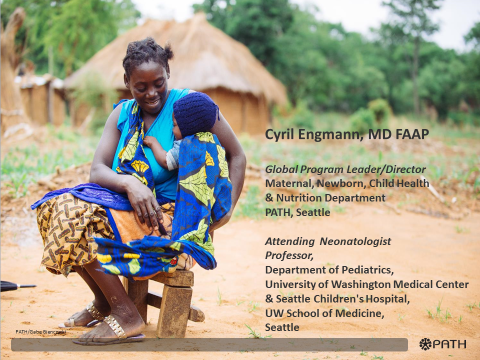 Cyril Engmann, MD FAAP
Global Program Leader/Director
Maternal, Newborn, Child Health
& Nutrition Department
PATH, Seattle
Attending Neonatologist
Professor,
Department of Pediatrics,
University of Washington Medical Center
& Seattle Children's Hospital,
UW School of Medicine,
Seattle
PATH/Gabe Bienczycki
PATH